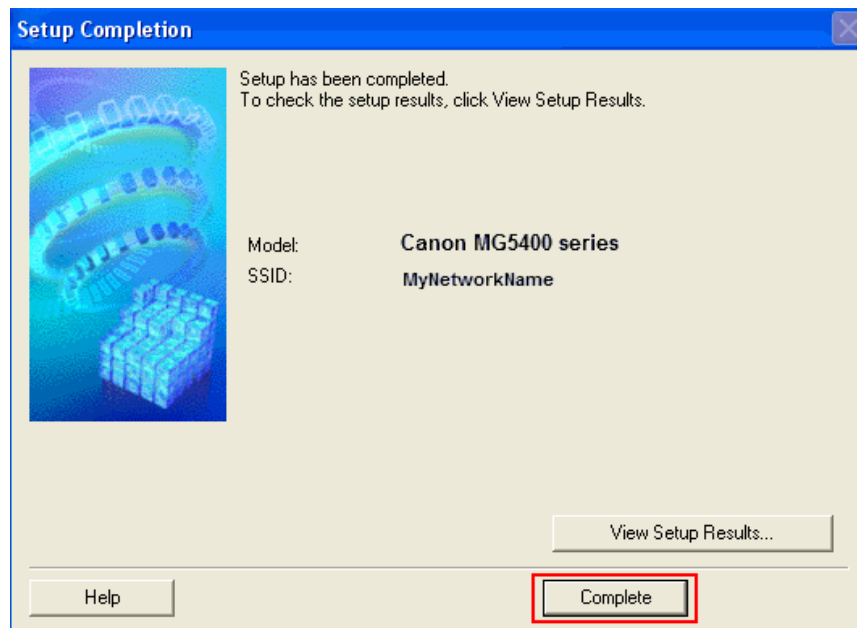 Setup Completion
Setup has been completed.
To check the setup results, click View Setup Results.
Model: Canon MG5400 series
SSID: MyNetworkName
View Setup Results...
Help Complete